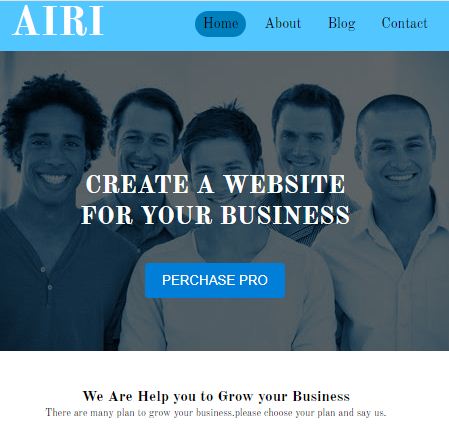 AIRI
Home About Blog Contact
CREATE A WEBSITE
FOR YOUR BUSINESS
PERCHASE PRO
We Are Help you to Grow your Business
There are many plan to grow your business.please choose your plan and say us.